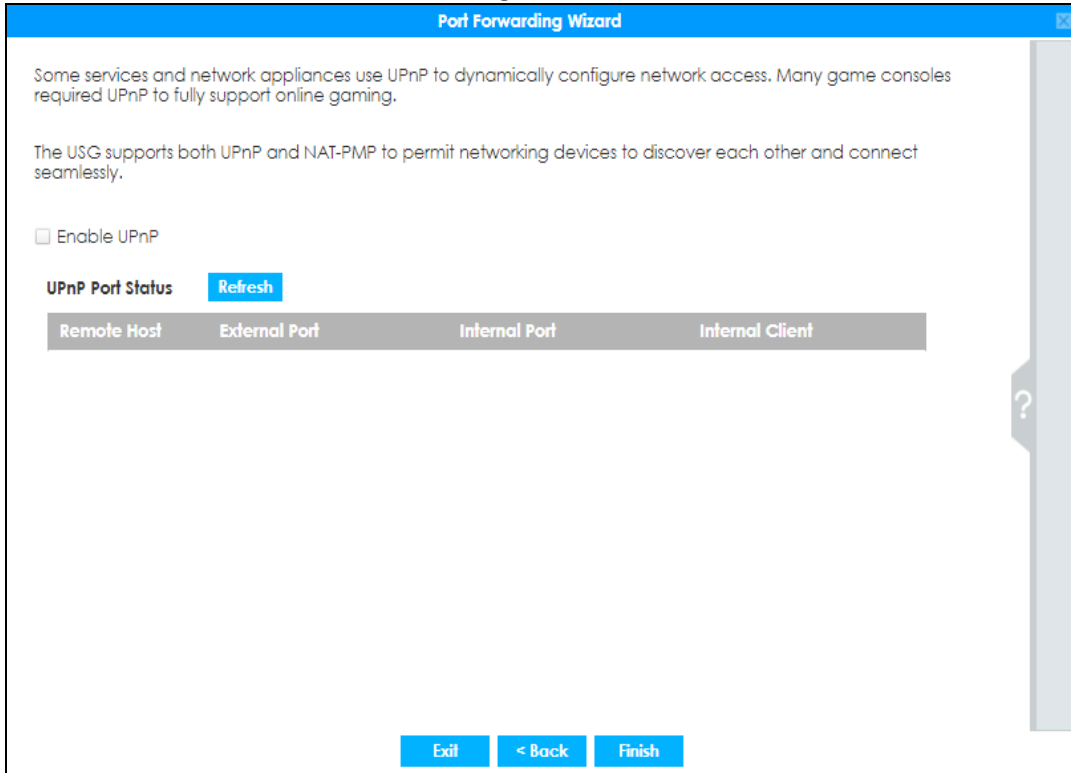 Port Forwarding Wizard
Some services and network appliances use UPnP to dynamically configure network access. Many game consoles
required UPnP to fully support online gaming.
The USG supports both UPnP and NAT-PMP to permit networking devices to discover each other and connect
seamlessly.
Enable UPnP
UPnP Port Status Refresh
Remote Host External Port Internal Port Internal Client
?
Exit < Back Finish